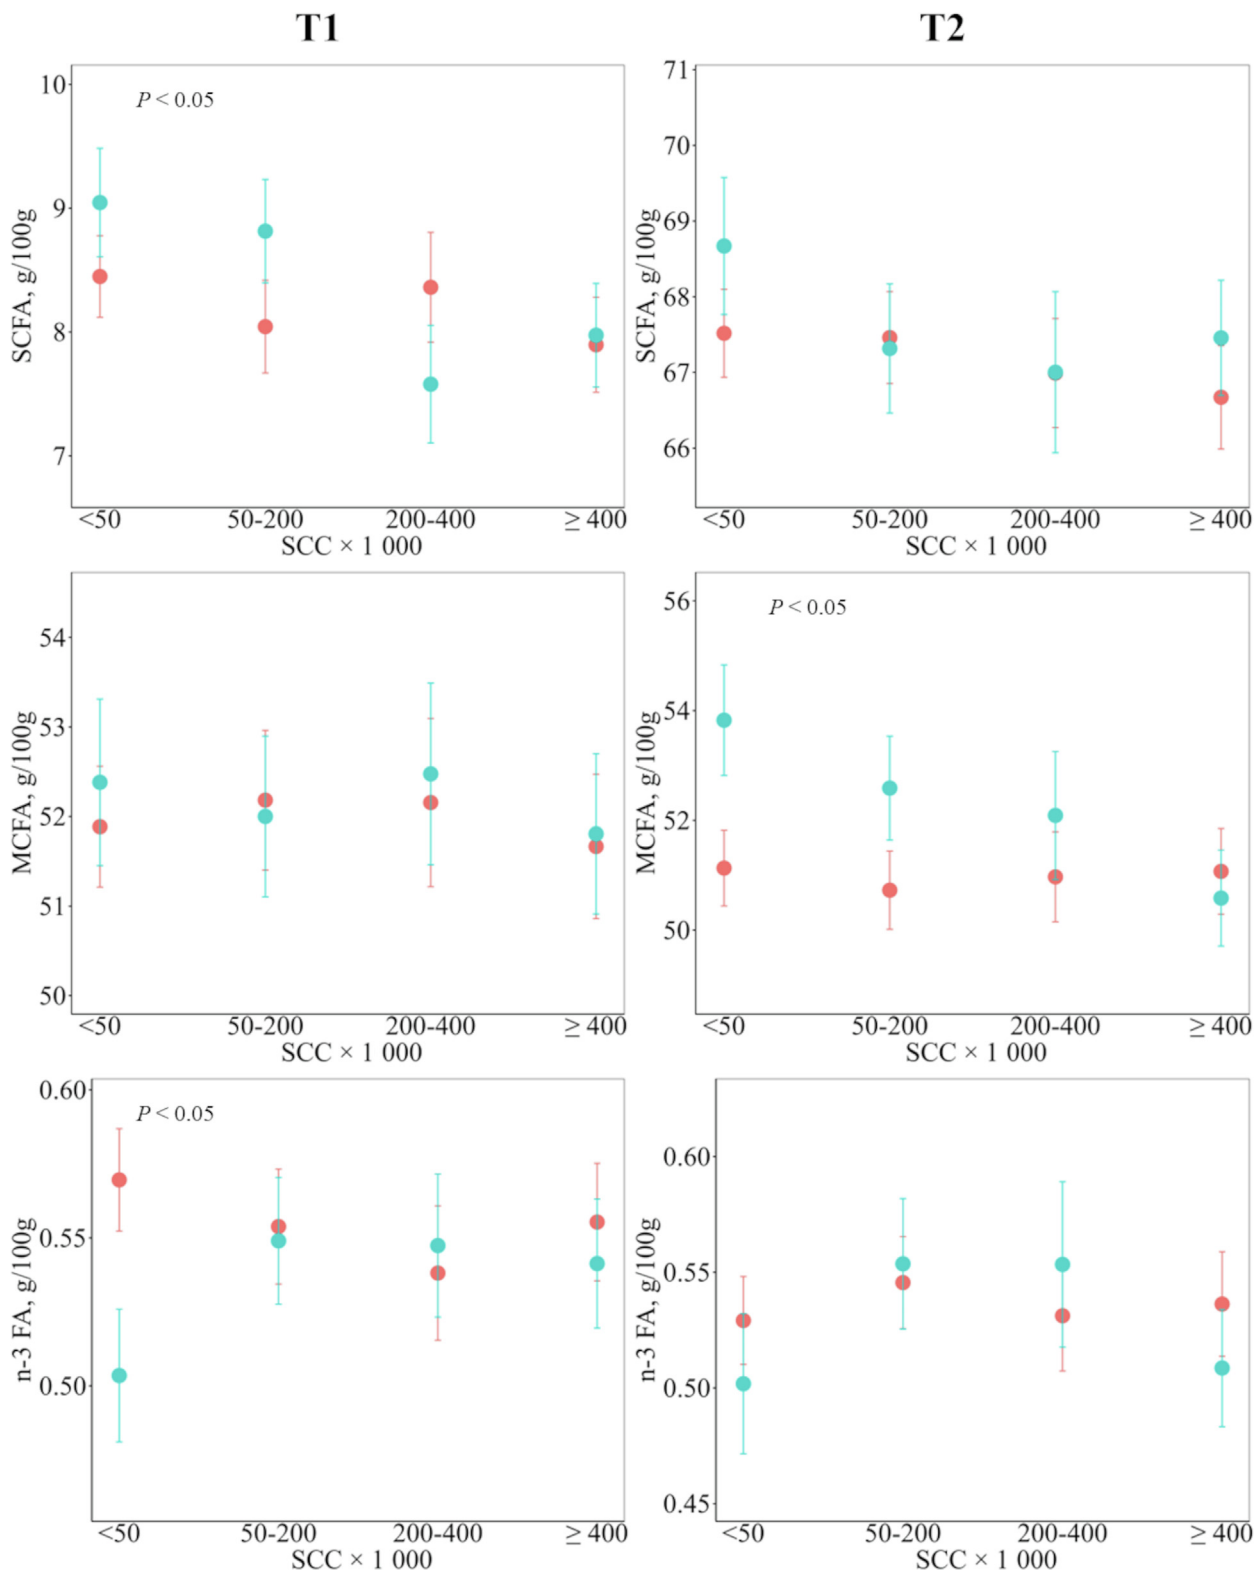 T1
T2
P < 0.05
SCFA, g/100g
10
9
8
7
<50 50-200 200-400 ≥ 400
SCC × 1 000
SCFA, g/100g
71
70
69
68
67
66
<50 50-200 200-400 ≥ 400
SCC × 1 000
MCFA, g/100g
54
53
52
51
50
<50 50-200 200-400 ≥ 400
SCC × 1 000
P < 0.05
MCFA, g/100g
56
54
52
50
<50 50-200 200-400 ≥ 400
SCC × 1 000
P < 0.05
n-3 FA, g/100g
0.60
0.55
0.50
<50 50-200 200-400 ≥ 400
SCC × 1 000
n-3 FA, g/100g
0.60
0.55
0.50
0.45
<50 50-200 200-400 ≥ 400
SCC × 1 000